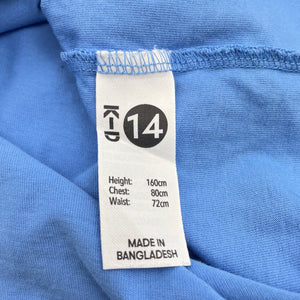 K-D
14
Height: 160cm
Chest: 80cm
Waist: 72cm
MADE IN
BANGLADESH